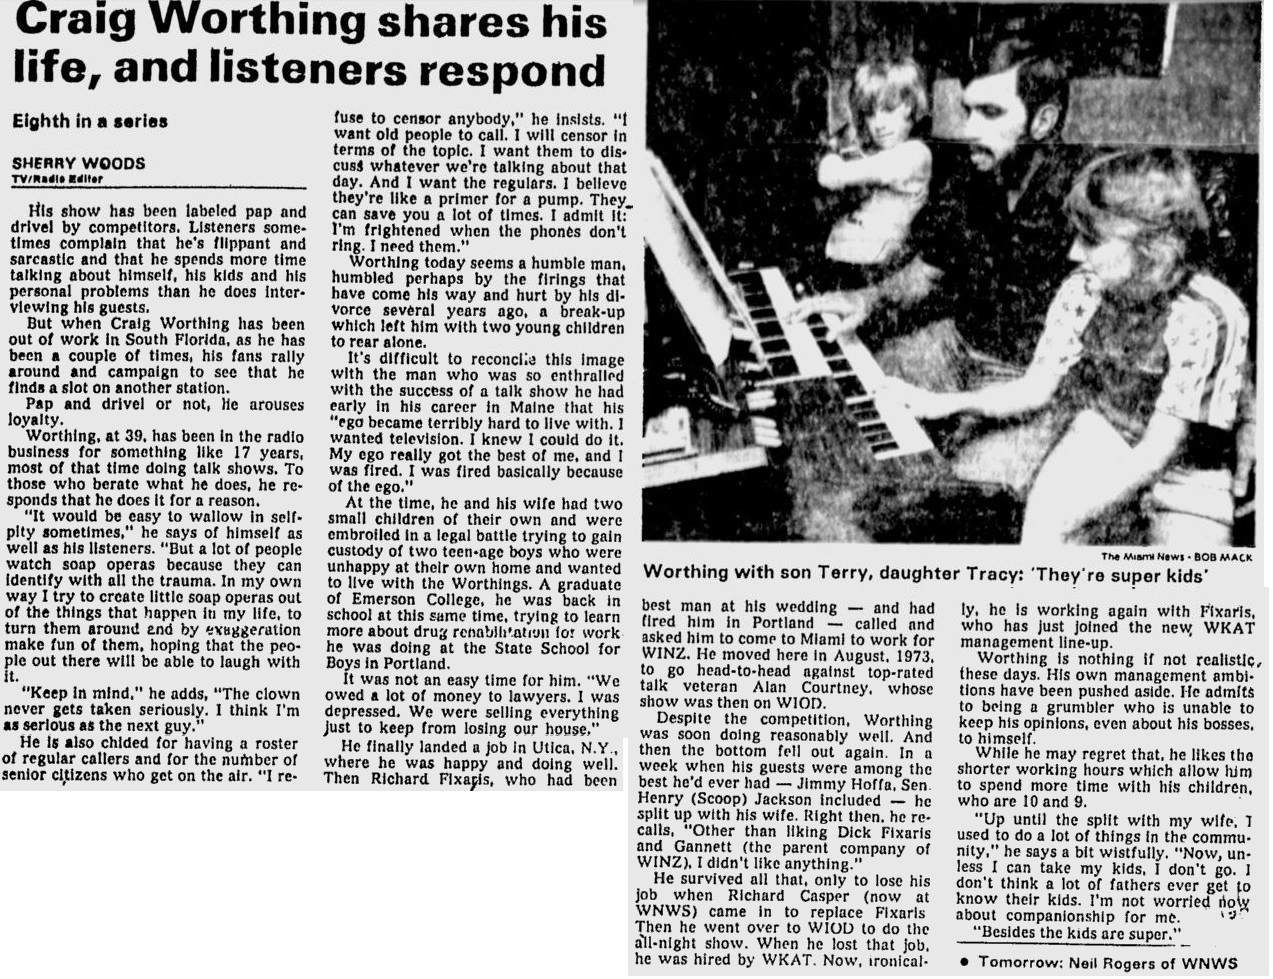 Craig Worthing shares his
life, and listeners respond
Eighth in a series
SHERRY WOODS
TV/Radio Editor
His show has been labeled pap and
drivel by competitors. Listeners some-
times complain that he's flippant and
sarcastic and that he spends more time
talking about himself, his kids and his
personal problems than he does inter-
viewing his guests.
But when Craig Worthing has been
out of work in South Florida, as he has
been a couple of times, his fans rally
around and campaign to see that he
finds a slot on another station.
Pap and drivel or not, he arouses
loyalty.
Worthing, at 39, has been in the radio
business for something like 17 years,
most of that time doing talk shows. To
those who berate what he does, he re-
sponds that he does it for a reason.
"It would be easy to wallow in self-
pity sometimes," he says of himself as
well as his listeners. "But a lot of people
watch soap operas because they can
identify with all the trauma. In my own
way I try to create little soap operas out
of the things that happen in my life, to
turn them around and by exaggeration
make fun of them, hoping that the peo-
ple out there will be able to laugh with
it.
"Keep in mind," he adds, "The clown
never gets taken seriously. I think I'm
as serious as the next guy."
He is also chided for having a roster
of regular callers and for the number of
senior citizens who get on the air. "I re-
fuse to censor anybody," he insists. "I
want old people to call. I will censor in
terms of the topic. I want them to dis-
cuss whatever we're talking about that
day. And I want the regulars. I believe
they're like a primer for a pump. They
can save you a lot of times. I admit it:
I'm frightened when the phones don't
ring. I need them."
Worthing today seems a humble man,
humbled perhaps by the firings that
have come his way and hurt by his di-
vorce several years ago, a break-up
which left him with two young children
to rear alone.
It's difficult to reconcile this image
with the man who was so enthralled
with the success of a talk show he had
early in his career in Maine that his
"ego became terribly hard to live with. I
wanted television. I knew I could do it.
My ego really got the best of me, and I
was fired. I was fired basically because
of the ego."
At the time, he and his wife had two
small children of their own and were
embroiled in a legal battle trying to gain
custody of two teen-age boys who were
unhappy at their own home and wanted
to live with the Worthings. A graduate
of Emerson College, he was back in
school at this same time, trying to learn
more about drug rehabilitation for work
he was doing at the State School for
Boys in Portland.
It was not an easy time for him. "We
owed a lot of money to lawyers. I was
depressed. We were selling everything
just to keep from losing our house."
He finally landed a job in Utica, N.Y.,
where he was happy and doing well.
Then Richard Fixaris, who had been
The Miami News - BOB MACK
Worthing with son Terry, daughter Tracy: 'They're super kids'
best man at his wedding — and had
fired him in Portland — called and
asked him to come to Miami to work for
WINZ. He moved here in August, 1973,
to go head-to-head against top-rated
talk veteran Alan Courtney, whose
show was then on WIOD.
Despite the competition, Worthing
was soon doing reasonably well. And
then the bottom fell out again. In a
week when his guests were among the
best he'd ever had — Jimmy Hoffa, Sen.
Henry (Scoop) Jackson included — he
split up with his wife. Right then, he re-
calls, "Other than liking Dick Fixaris
and Gannett (the parent company of
WINZ), I didn't like anything."
He survived all that, only to lose his
job when Richard Casper (now at
WNWS) came in to replace Fixaris
Then he went over to WIOD to do the
all-night show. When he lost that job,
he was hired by WKAT. Now, ironical-
ly, he is working again with Fixaris,
who has just joined the new WKAT
management line-up.
Worthing is nothing if not realistic,
these days. His own management ambi-
tions have been pushed aside. He admits
to being a grumbler who is unable to
keep his opinions, even about his bosses,
to himself.
While he may regret that, he likes the
shorter working hours which allow him
to spend more time with his children,
who are 10 and 9.
"Up until the split with my wife, I
used to do a lot of things in the commu-
nity," he says a bit wistfully. "Now, un-
less I can take my kids, I don't go. I
don't think a lot of fathers ever get to
know their kids. I'm not worried now
about companionship for me.
"Besides the kids are super."
• Tomorrow: Neil Rogers of WNWS